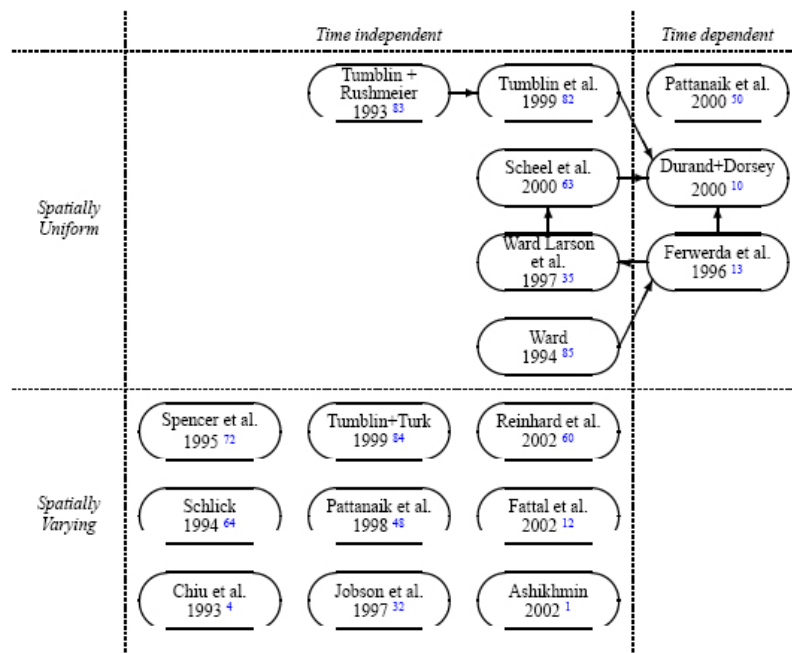 Time independent
Time dependent
Spatially
Uniform
Tumblin +
Rushmeier
1993 83
Tumblin et al.
1999 82
Pattanaik et al.
2000 50
Scheel et al.
2000 63
Durand+Dorsey
2000 10
Ward Larson
et al.
1997 35
Ferwerda et al.
1996 13
Ward
1994 85
Spatially
Varying
Spencer et al.
1995 72
Tumblin+Turk
1999 84
Reinhard et al.
2002 60
Schlick
1994 64
Pattanaik et al.
1998 48
Fattal et al.
2002 12
Chiu et al.
1993 4
Jobson et al.
1997 32
Ashikhmin
2002 1